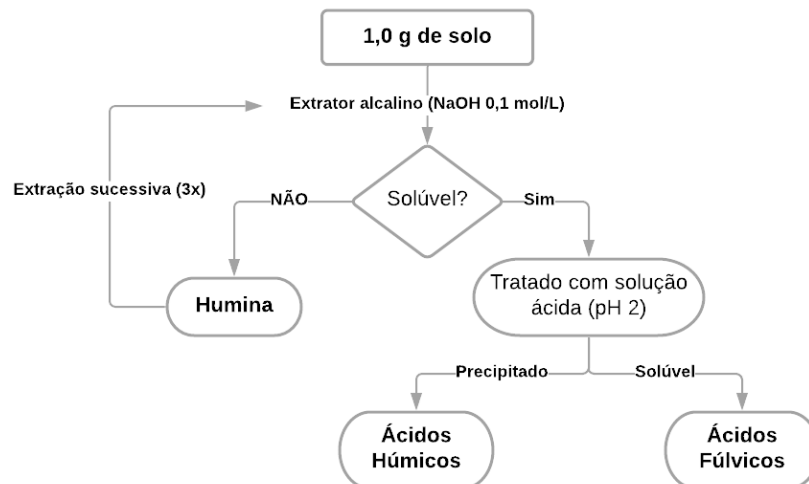 1,0 g de solo
Extrator alcalino (NaOH 0,1 mol/L)
Extração sucessiva (3x)
NÃO
Solúvel?
Sim
Humina
Tratado com solução
ácida (pH 2)
Precipitado
Solúvel
Ácidos
Húmicos
Ácidos
Fúlvicos